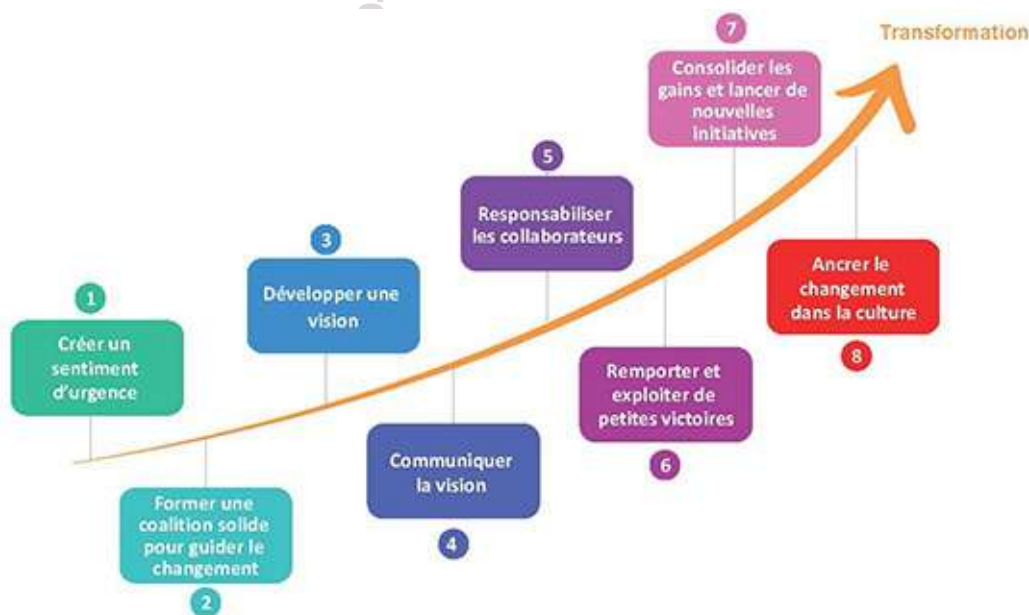 Transformation
1
Créer un
sentiment
d'urgence
2
Former une
coalition solide
pour guider le
changement
3
Développer une
vision
4
Communiquer
la vision
5
Responsabiliser
les collaborateurs
6
Remporter et
exploiter de
petites victoires
7
Consolider les
gains et lancer de
nouvelles
initiatives
8
Ancrer le
changement
dans la culture